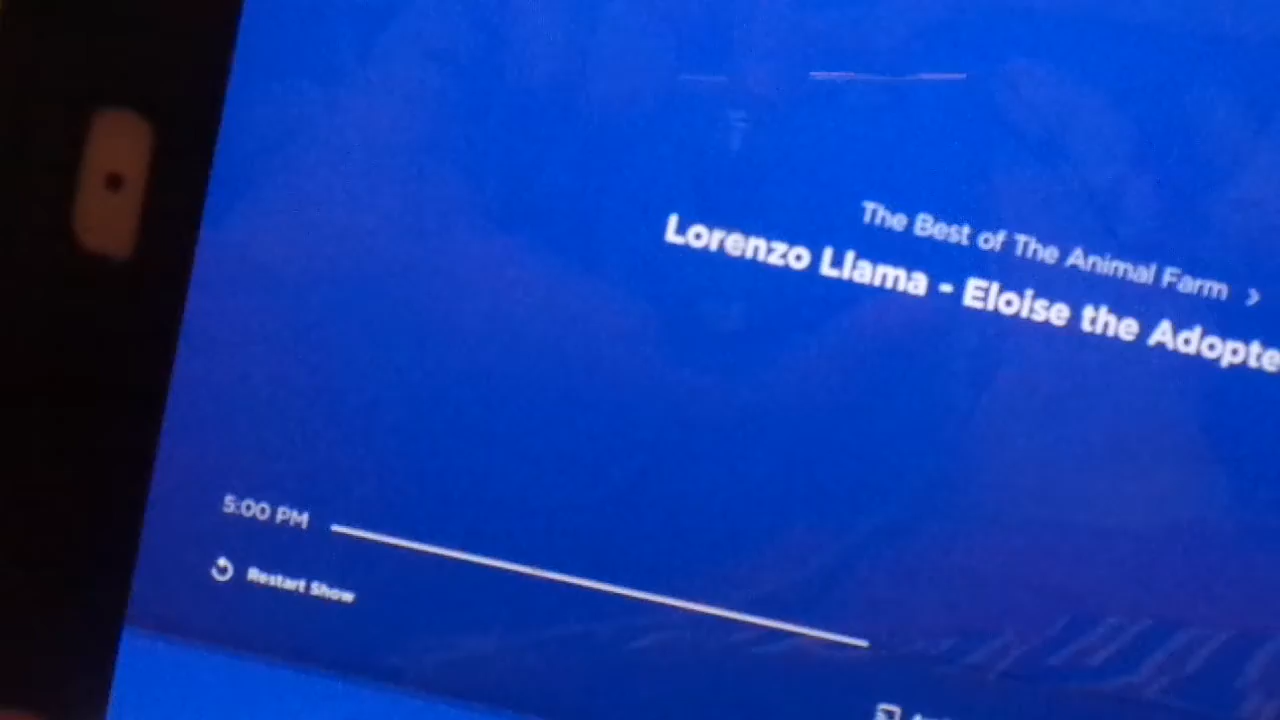 The Best of The Animal Farm >
Lorenzo Llama - Eloise the Adopte
5:00 PM
Restart Show